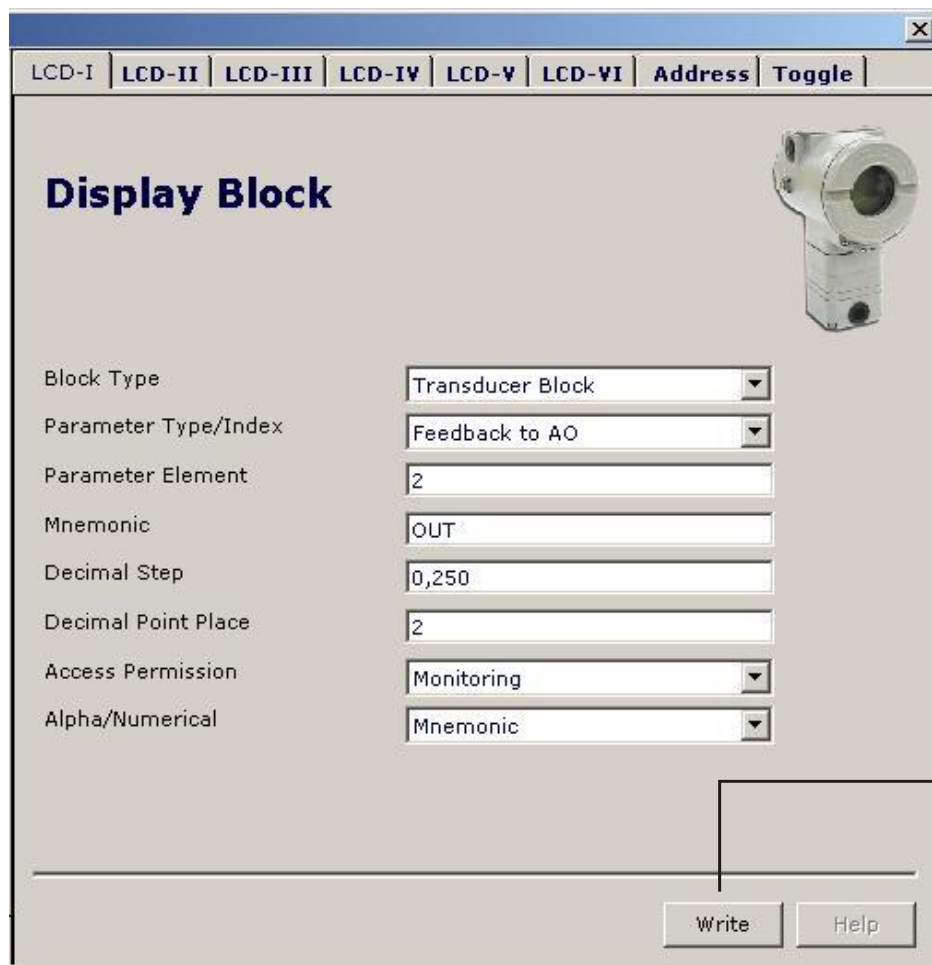 LCD-I LCD-II LCD-III LCD-IV LCD-V LCD-VI Address Toggle
Display Block
Block Type Transducer Block
Parameter Type/Index Feedback to AO
Parameter Element 2
Mnemonic OUT
Decimal Step 0,250
Decimal Point Place 2
Access Permission Monitoring
Alpha/Numerical Mnemonic
Write Help